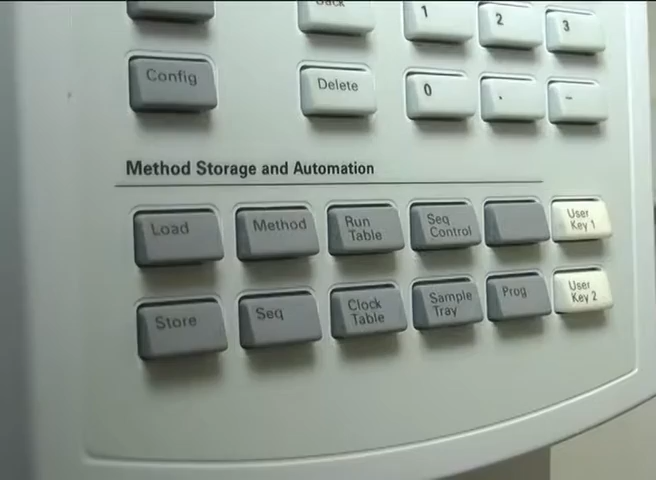 Back
1
2
3
Config
Delete
0
.
-
Method Storage and Automation
Load
Method
Run
Table
Seq
Control
User
Key 1
Store
Seq
Clock
Table
Sample
Tray
Prog
User
Key 2